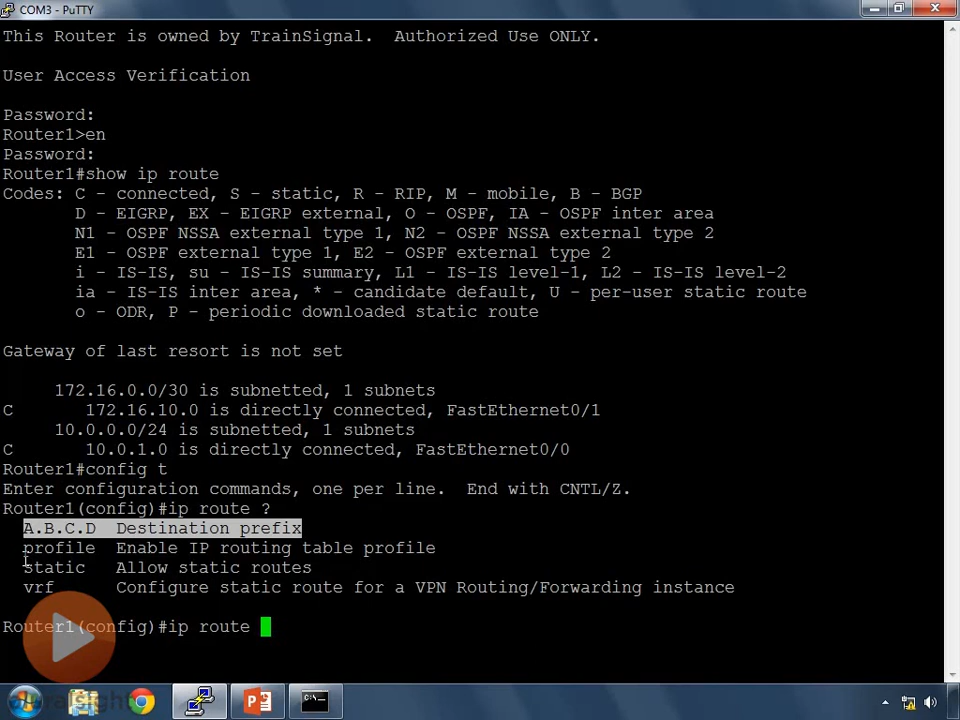 COM3 - PuTTY
This Router is owned by TrainSignal.  Authorized Use ONLY.
User Access Verification
Password:
Router1>en
Password:
Router1#show ip route
Codes: C - connected, S - static, R - RIP, M - mobile, B - BGP
D - EIGRP, EX - EIGRP external, O - OSPF, IA - OSPF inter area
N1 - OSPF NSSA external type 1, N2 - OSPF NSSA external type 2
E1 - OSPF external type 1, E2 - OSPF external type 2
i - IS-IS, su - IS-IS summary, L1 - IS-IS level-1, L2 - IS-IS level-2
ia - IS-IS inter area, * - candidate default, U - per-user static route
o - ODR, P - periodic downloaded static route
Gateway of last resort is not set
172.16.0.0/30 is subnetted, 1 subnets
C       172.16.10.0 is directly connected, FastEthernet0/1
10.0.0.0/24 is subnetted, 1 subnets
C       10.0.1.0 is directly connected, FastEthernet0/0
Router1#config t
Enter configuration commands, one per line.  End with CNTL/Z.
Router1(config)#ip route ?
A.B.C.D  Destination prefix
profile  Enable IP routing table profile
static   Allow static routes
vrf      Configure static route for a VPN Routing/Forwarding instance
Router1(config)#ip route
pluralsight